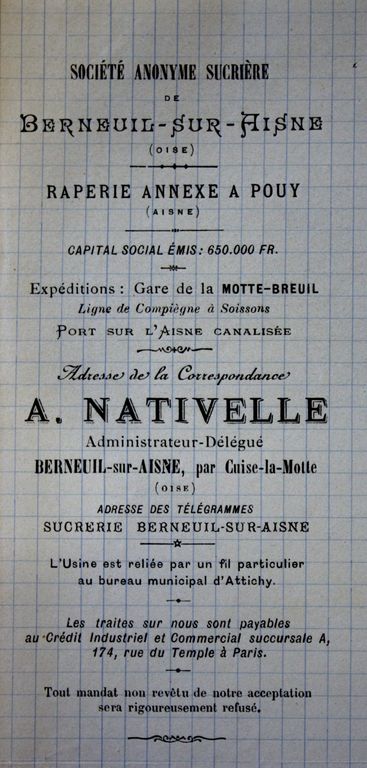 SOCIÉTÉ ANONYME SUCRIÈRE
DE
BERNEUIL-SUR-AISNE
(OISE)
RAPERIE ANNEXE A POUY
(AISNE)
CAPITAL SOCIAL ÉMIS: 650.000 FR.
Expéditions : Gare de la MOTTE-BREUIL
Ligne de Compiègne à Soissons
PORT SUR L'AISNE CANALISÉE
Adresse de la Correspondance
A. NATIVELLE
Administrateur-Délégué
BERNEUIL-sur-AISNE, par Cuise-la-Motte
(OISE)
ADRESSE DES TÉLÉGRAMMES
SUCRERIE BERNEUIL-SUR-AISNE
L'Usine est reliée par un fil particulier
au bureau municipal d'Attichy.
Les traites sur nous sont payables
au Crédit Industriel et Commercial succursale A,
174, rue du Temple à Paris.
Tout mandat non revêtu de notre acceptation
sera rigoureusement refusé.